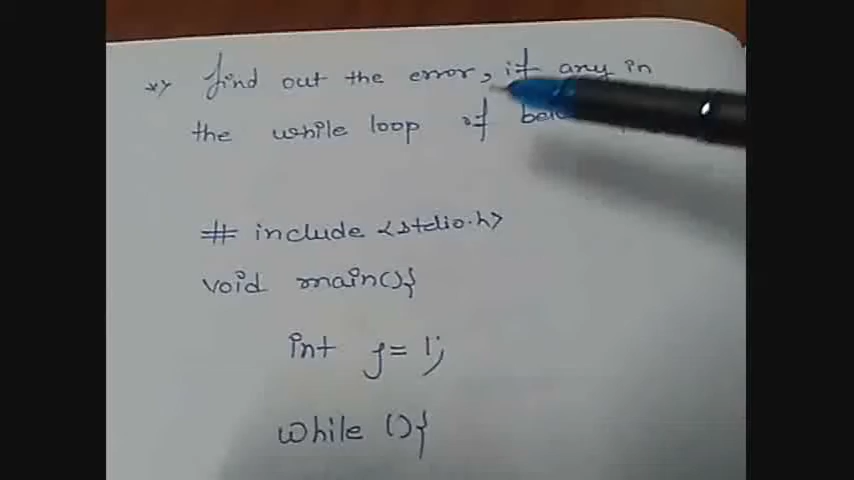 *> find out the error, if any in
the while loop of
# include <stdio.h>
void main(){
int j= 1;
while (){